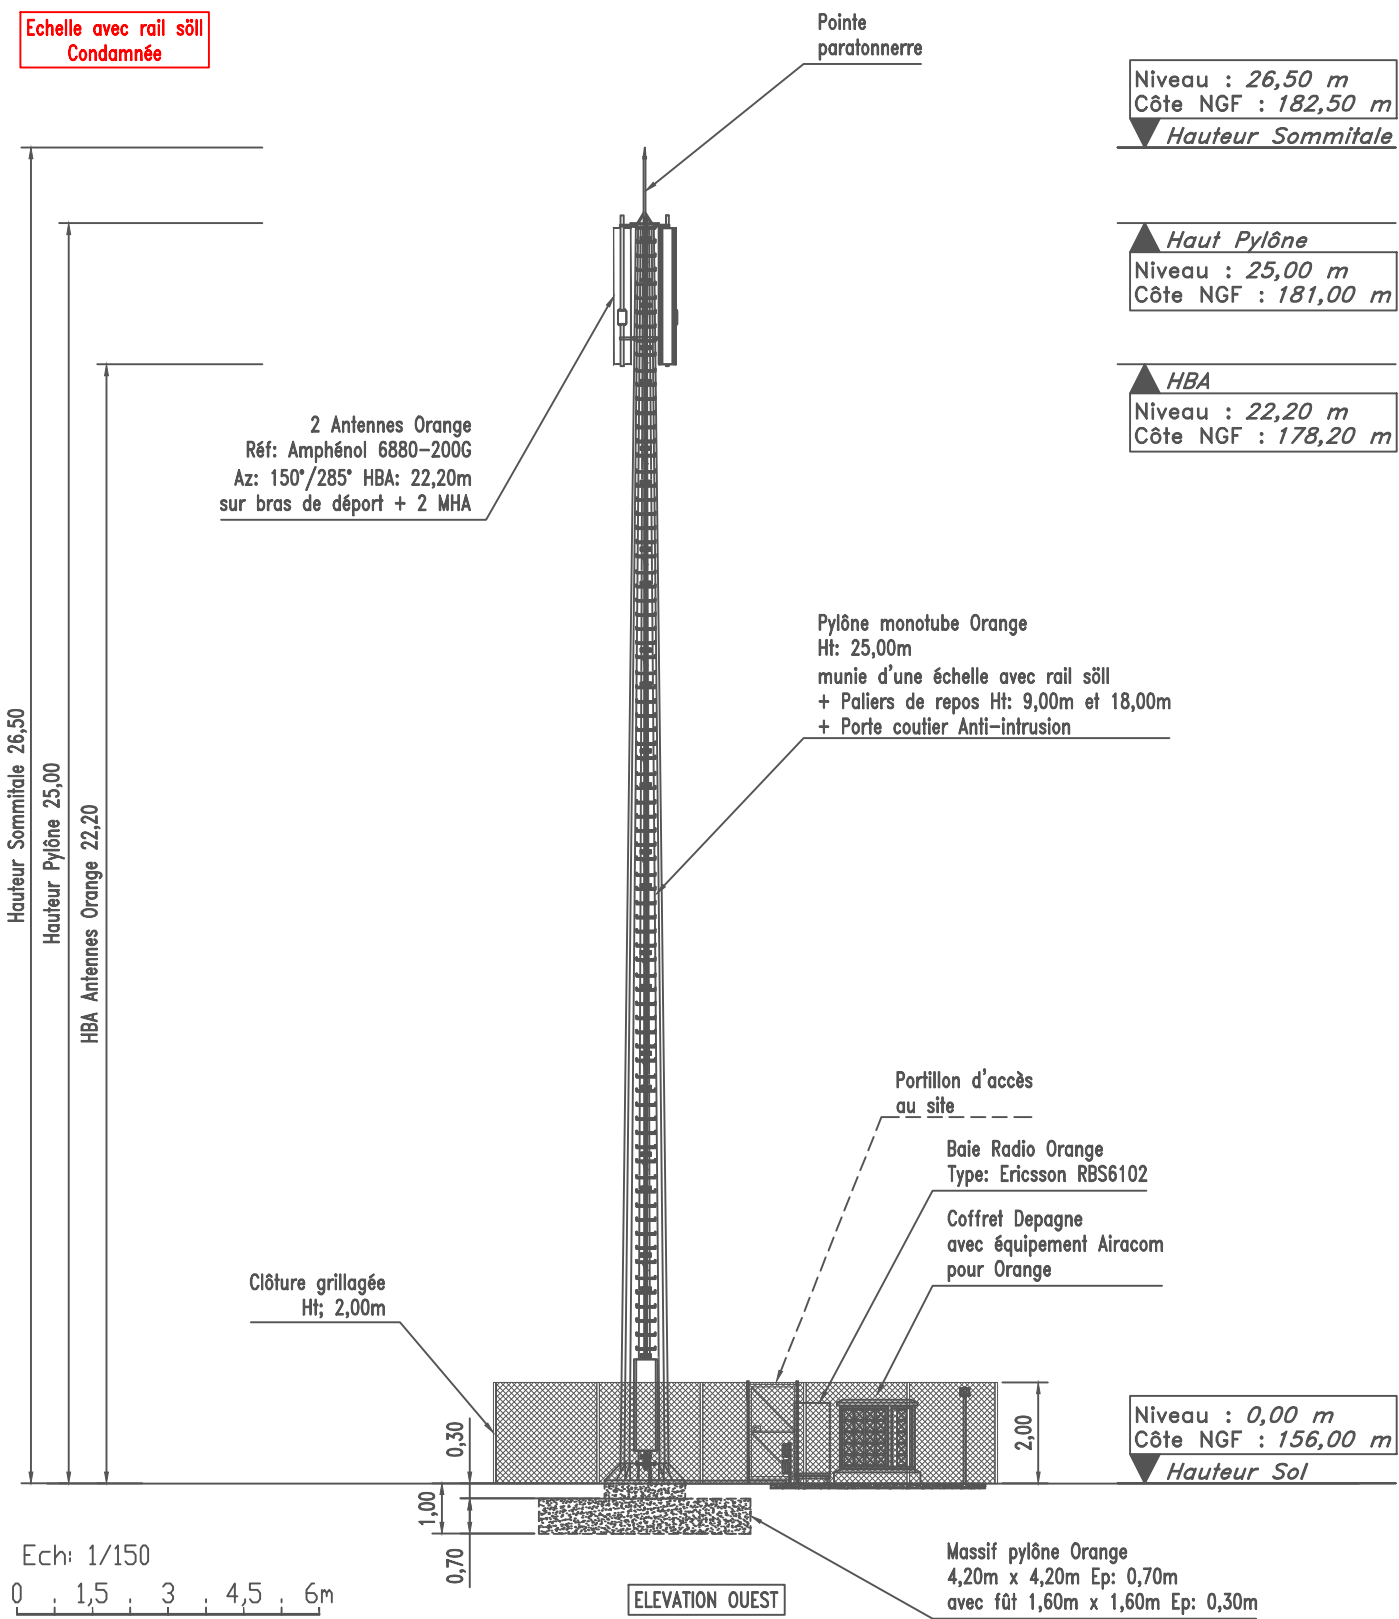 Echelle avec rail söll
Condamnée
Pointe
paratonnerre
Niveau : 26,50 m
Côte NGF : 182,50 m
Hauteur Sommitale
Haut Pylône
Niveau : 25,00 m
Côte NGF : 181,00 m
HBA
Niveau : 22,20 m
Côte NGF : 178,20 m
2 Antennes Orange
Réf: Amphénol 6880-200G
Az: 150°/285° HBA: 22,20m
sur bras de déport + 2 MHA
Pylône monotube Orange
Ht: 25,00m
munie d'une échelle avec rail söll
+ Paliers de repos Ht: 9,00m et 18,00m
+ Porte coutier Anti-intrusion
Hauteur Sommitale 26,50
Hauteur Pylône 25,00
HBA Antennes Orange 22,20
Portillon d'accès
au site
Baie Radio Orange
Type: Ericsson RBS6102
Coffret Depagne
avec équipement Airacom
pour Orange
Clôture grillagée
Ht; 2,00m
0,30
1,00
0,70
2,00
Niveau : 0,00 m
Côte NGF : 156,00 m
Hauteur Sol
Massif pylône Orange
4,20m x 4,20m Ep: 0,70m
avec fût 1,60m x 1,60m Ep: 0,30m
Ech: 1/150
0 1,5 3 4,5 6m
ELEVATION OUEST